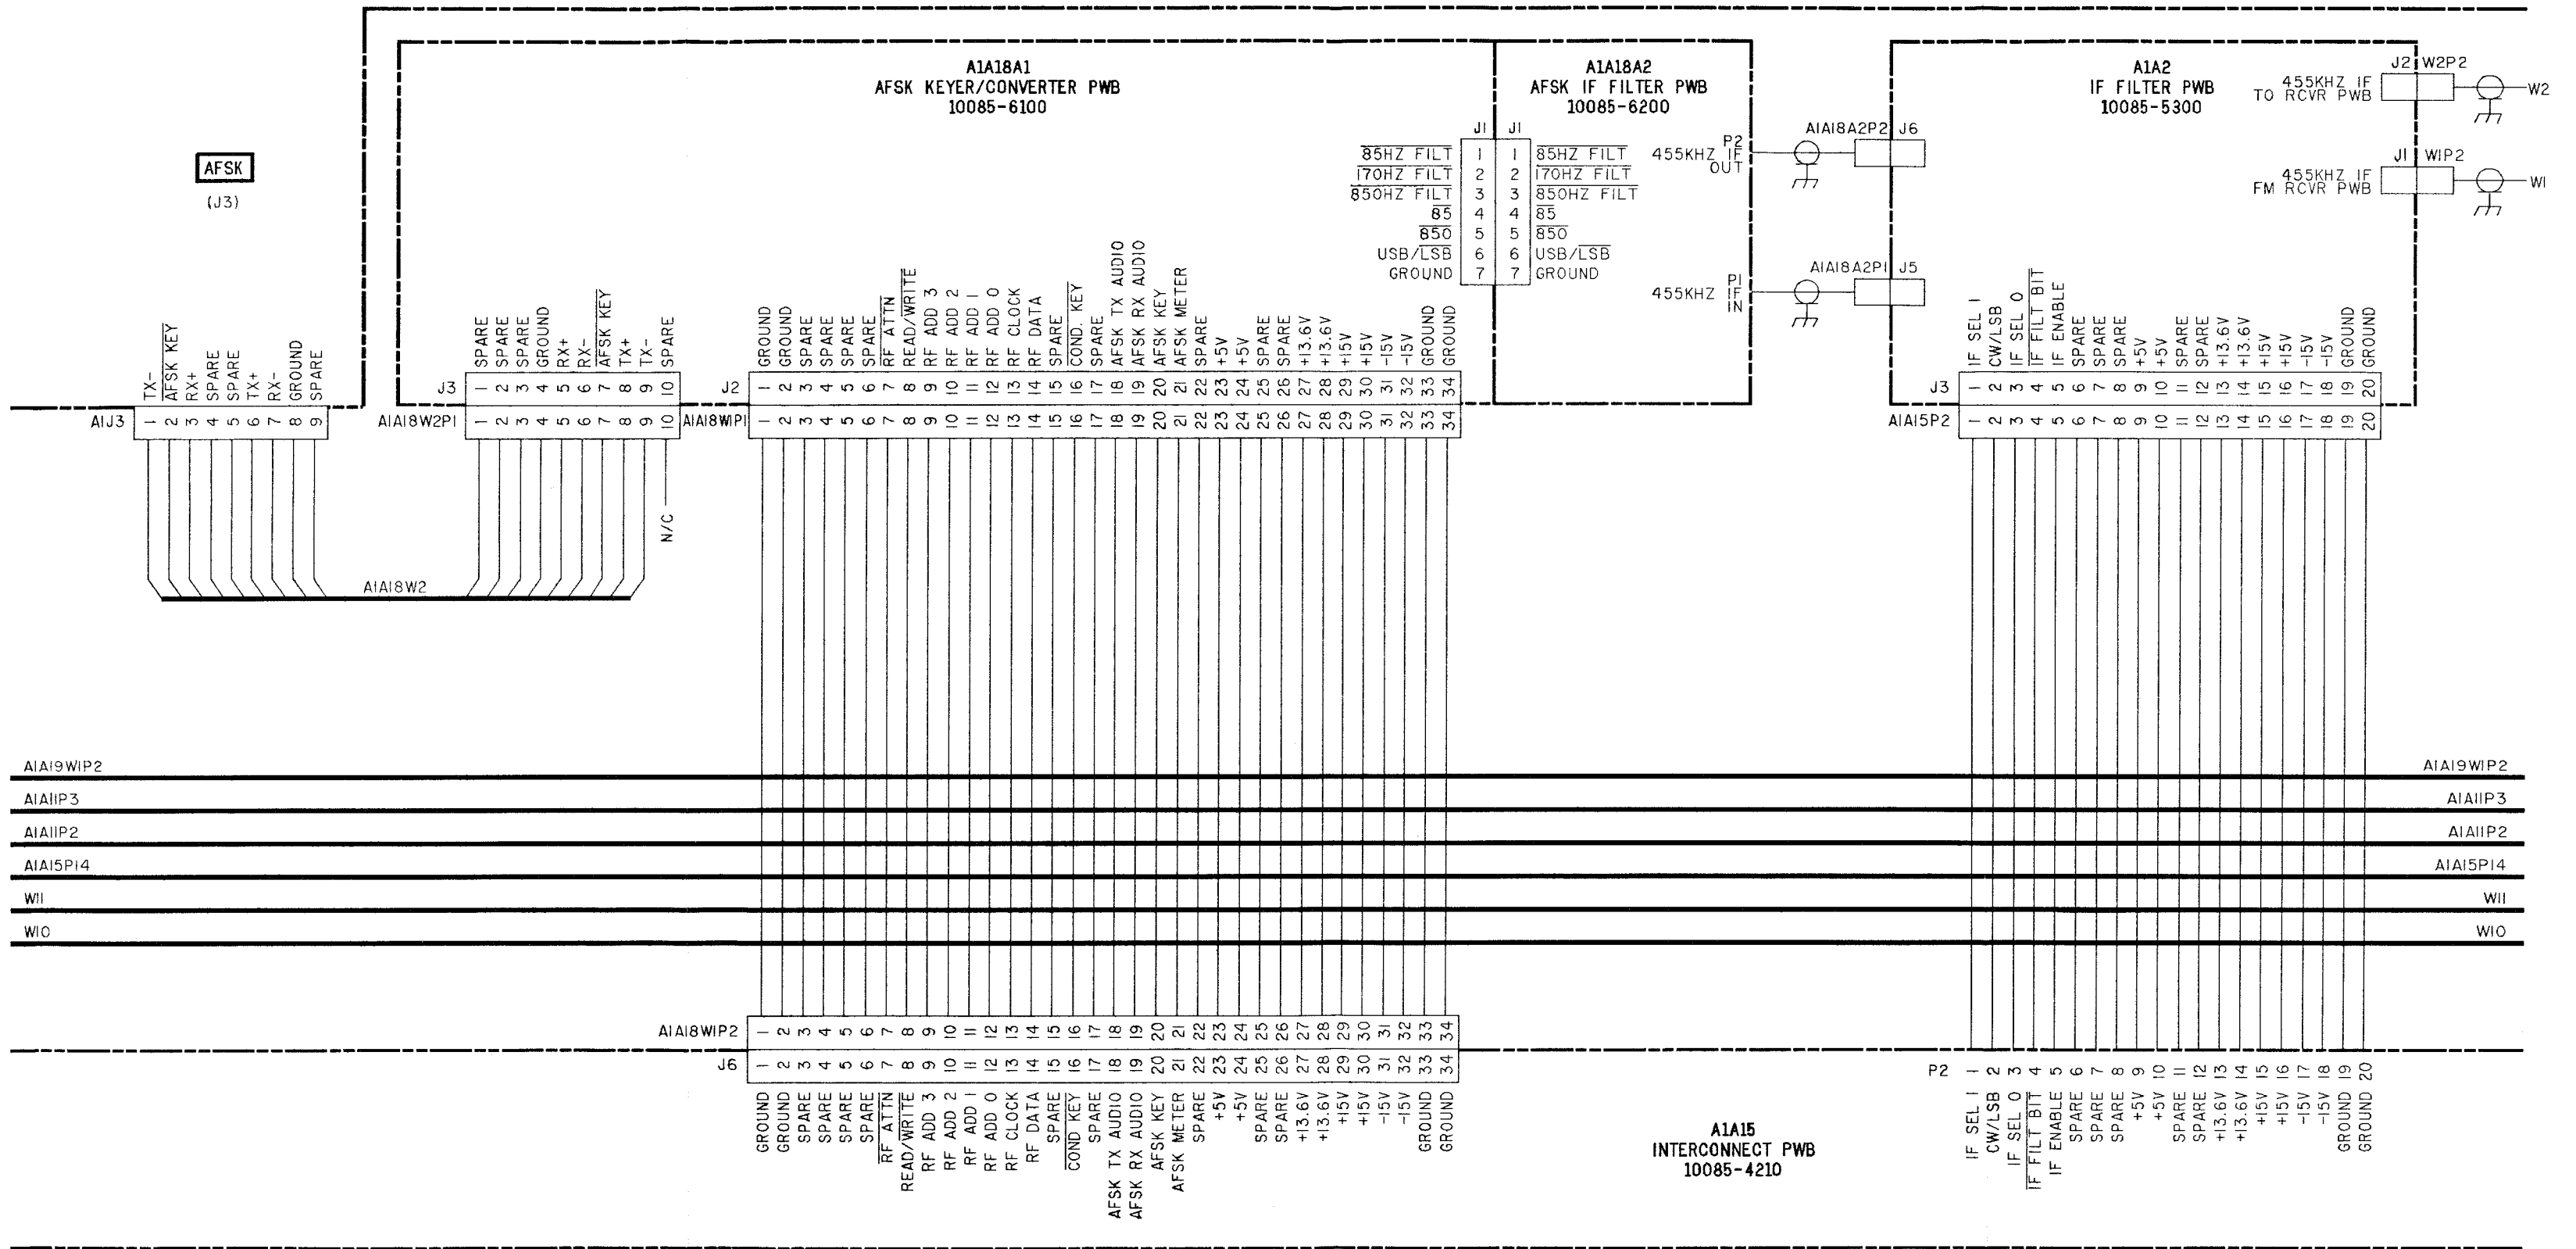 A1A18A1
AFSK KEYER/CONVERTER PWB
10085-6100
A1A18A2
AFSK IF FILTER PWB
10085-6200
A1A2
IF FILTER PWB
10085-5300
AFSK
(J3)
J1 J1
85HZ FILT 1 1 85HZ FILT
170HZ FILT 2 2 170HZ FILT
850HZ FILT 3 3 850HZ FILT
85 4 4 85
850 5 5 850
USB/LSB 6 6 USB/LSB
GROUND 7 7 GROUND
P2
455KHZ IF
OUT
A1A18A2P2 J6
P1
455KHZ IF
IN
A1A18A2P1 J5
J2 W2P2
455KHZ IF
TO RCVR PWB
W2
J1 W1P2
455KHZ IF
FM RCVR PWB
W1
TX-
AFSK KEY
RX+
SPARE
SPARE
TX+
RX-
GROUND
SPARE
A1J3 1 2 3 4 5 6 7 8 9
SPARE
SPARE
SPARE
GROUND
RX+
RX-
AFSK KEY
TX+
TX-
SPARE
J3 1 2 3 4 5 6 7 8 9 10
A1A18W2P1 1 2 3 4 5 6 7 8 9 10
N/C
A1A18W2
GROUND
GROUND
SPARE
SPARE
SPARE
SPARE
RF ATTN
READ/WRITE
RF ADD 3
RF ADD 2
RF ADD 1
RF ADD 0
RF CLOCK
RF DATA
SPARE
COND. KEY
SPARE
AFSK TX AUDIO
AFSK RX AUDIO
AFSK KEY
AFSK METER
SPARE
+5V
+5V
SPARE
SPARE
+13.6V
+13.6V
+15V
+15V
-15V
-15V
GROUND
GROUND
J2 1 2 3 4 5 6 7 8 9 10 11 12 13 14 15 16 17 18 19 20 21 22 23 24 25 26 27 28 29 30 31 32 33 34
A1A18W1P1 1 2 3 4 5 6 7 8 9 10 11 12 13 14 15 16 17 18 19 20 21 22 23 24 25 26 27 28 29 30 31 32 33 34
IF SEL 1
CW/LSB
IF SEL 0
IF FILT BIT
IF ENABLE
SPARE
SPARE
SPARE
+5V
+5V
SPARE
SPARE
+13.6V
+13.6V
+15V
+15V
-15V
-15V
GROUND
GROUND
J3 1 2 3 4 5 6 7 8 9 10 11 12 13 14 15 16 17 18 19 20
A1A15P2 1 2 3 4 5 6 7 8 9 10 11 12 13 14 15 16 17 18 19 20
A1A19W1P2 A1A19W1P2
A1A11P3 A1A11P3
A1A11P2 A1A11P2
A1A15P14 A1A15P14
W11 W11
W10 W10
A1A18W1P2 1 2 3 4 5 6 7 8 9 10 11 12 13 14 15 16 17 18 19 20 21 22 23 24 25 26 27 28 29 30 31 32 33 34
J6 1 2 3 4 5 6 7 8 9 10 11 12 13 14 15 16 17 18 19 20 21 22 23 24 25 26 27 28 29 30 31 32 33 34
GROUND
GROUND
SPARE
SPARE
SPARE
SPARE
RF ATTN
READ/WRITE
RF ADD 3
RF ADD 2
RF ADD 1
RF ADD 0
RF CLOCK
RF DATA
SPARE
COND KEY
SPARE
AFSK TX AUDIO
AFSK RX AUDIO
AFSK KEY
AFSK METER
SPARE
+5V
+5V
SPARE
SPARE
+13.6V
+13.6V
+15V
+15V
-15V
-15V
GROUND
GROUND
P2
IF SEL 1 1
CW/LSB 2
IF SEL 0 3
IF FILT BIT 4
IF ENABLE 5
SPARE 6
SPARE 7
SPARE 8
+5V 9
+5V 10
SPARE 11
SPARE 12
+13.6V 13
+13.6V 14
+15V 15
+15V 16
-15V 17
-15V 18
GROUND 19
GROUND 20
A1A15
INTERCONNECT PWB
10085-4210